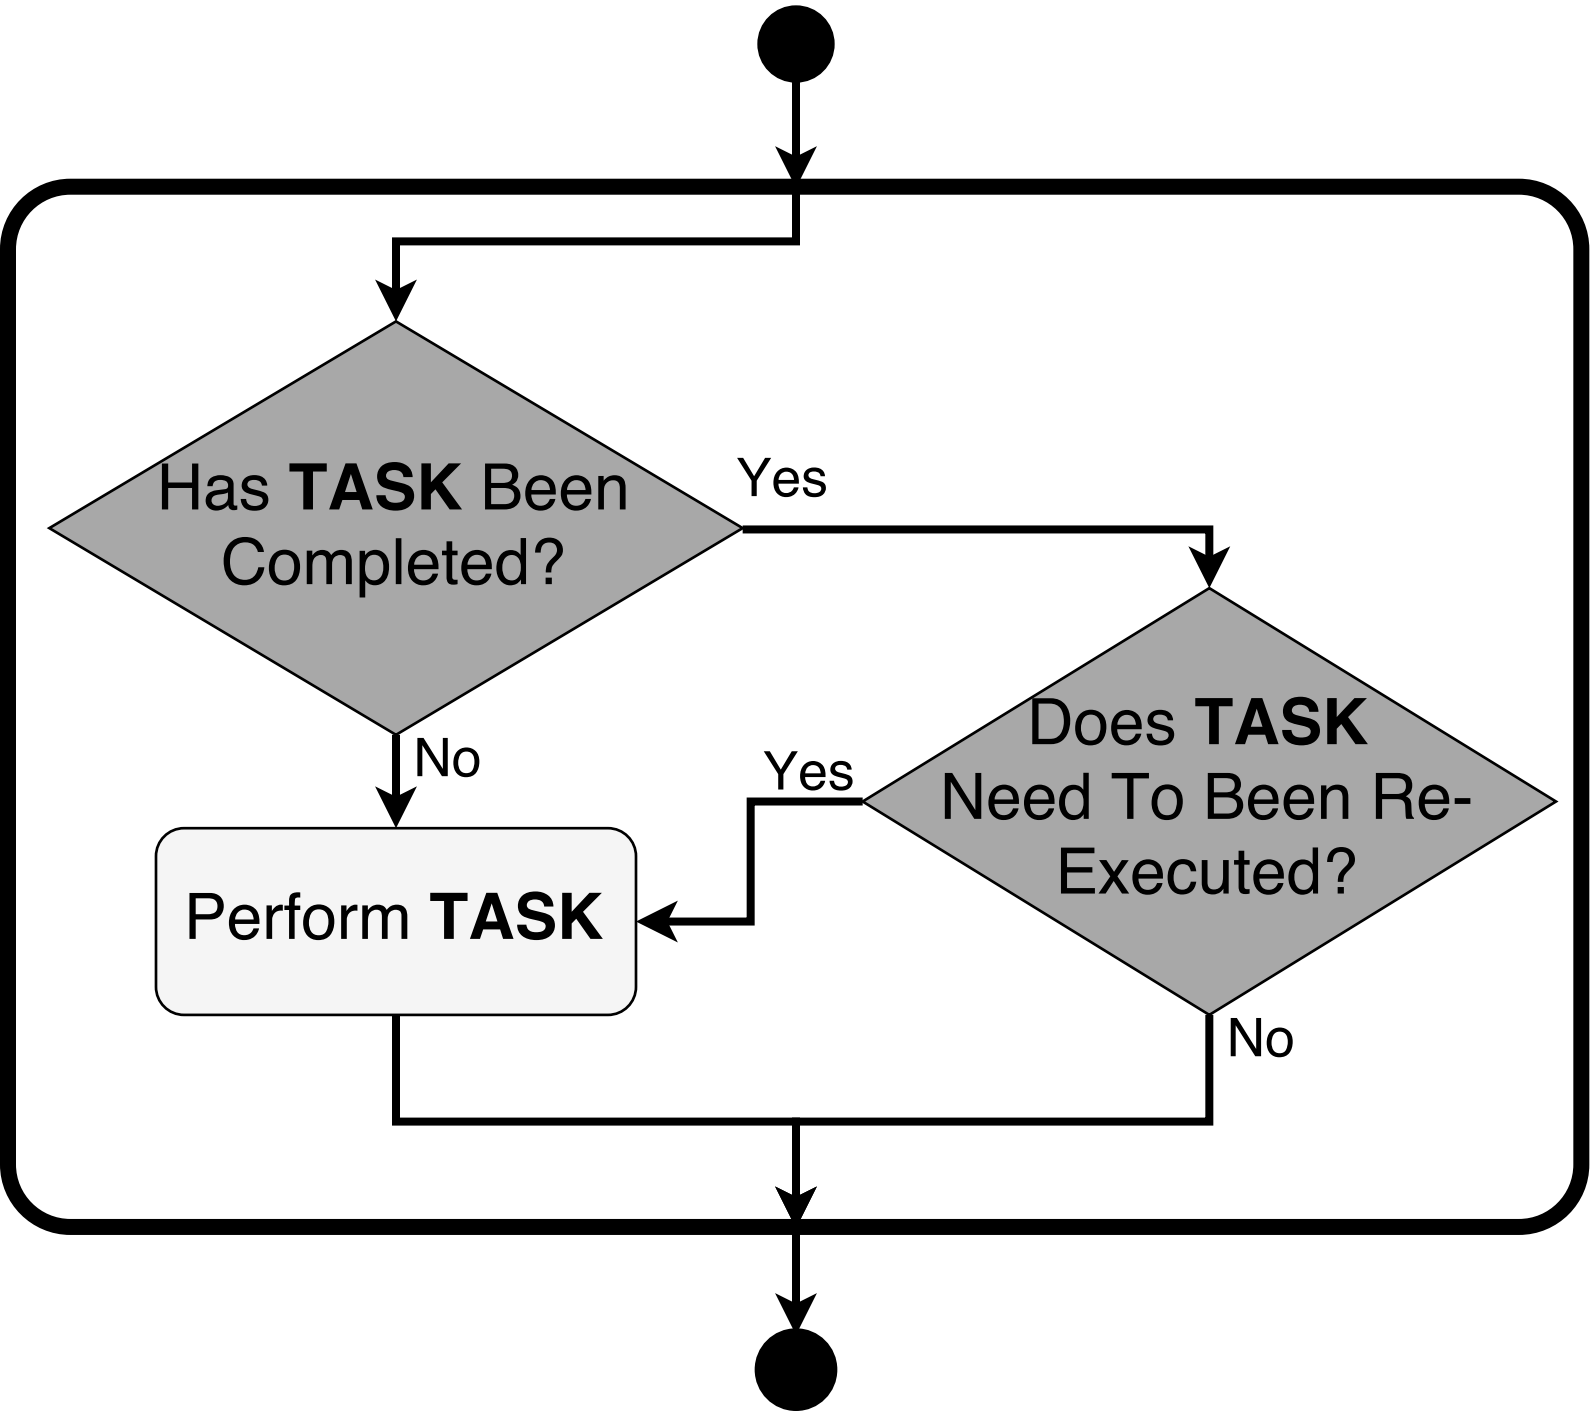 Has TASK Been
Completed?
Yes
No
Does TASK
Need To Been Re-
Executed?
Yes
Perform TASK
No